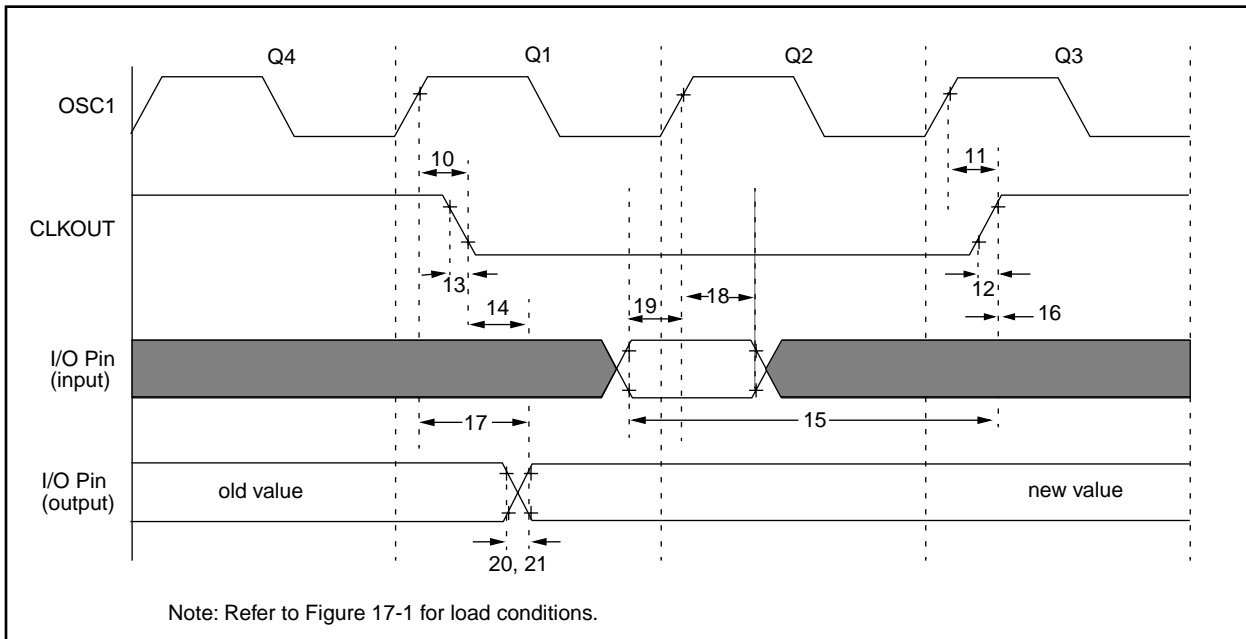 Q4 Q1 Q2 Q3
OSC1
10 11
CLKOUT
13 12
19 18
14 16
I/O Pin
(input)
17 15
I/O Pin
(output)
old value new value
20, 21
Note: Refer to Figure 17-1 for load conditions.